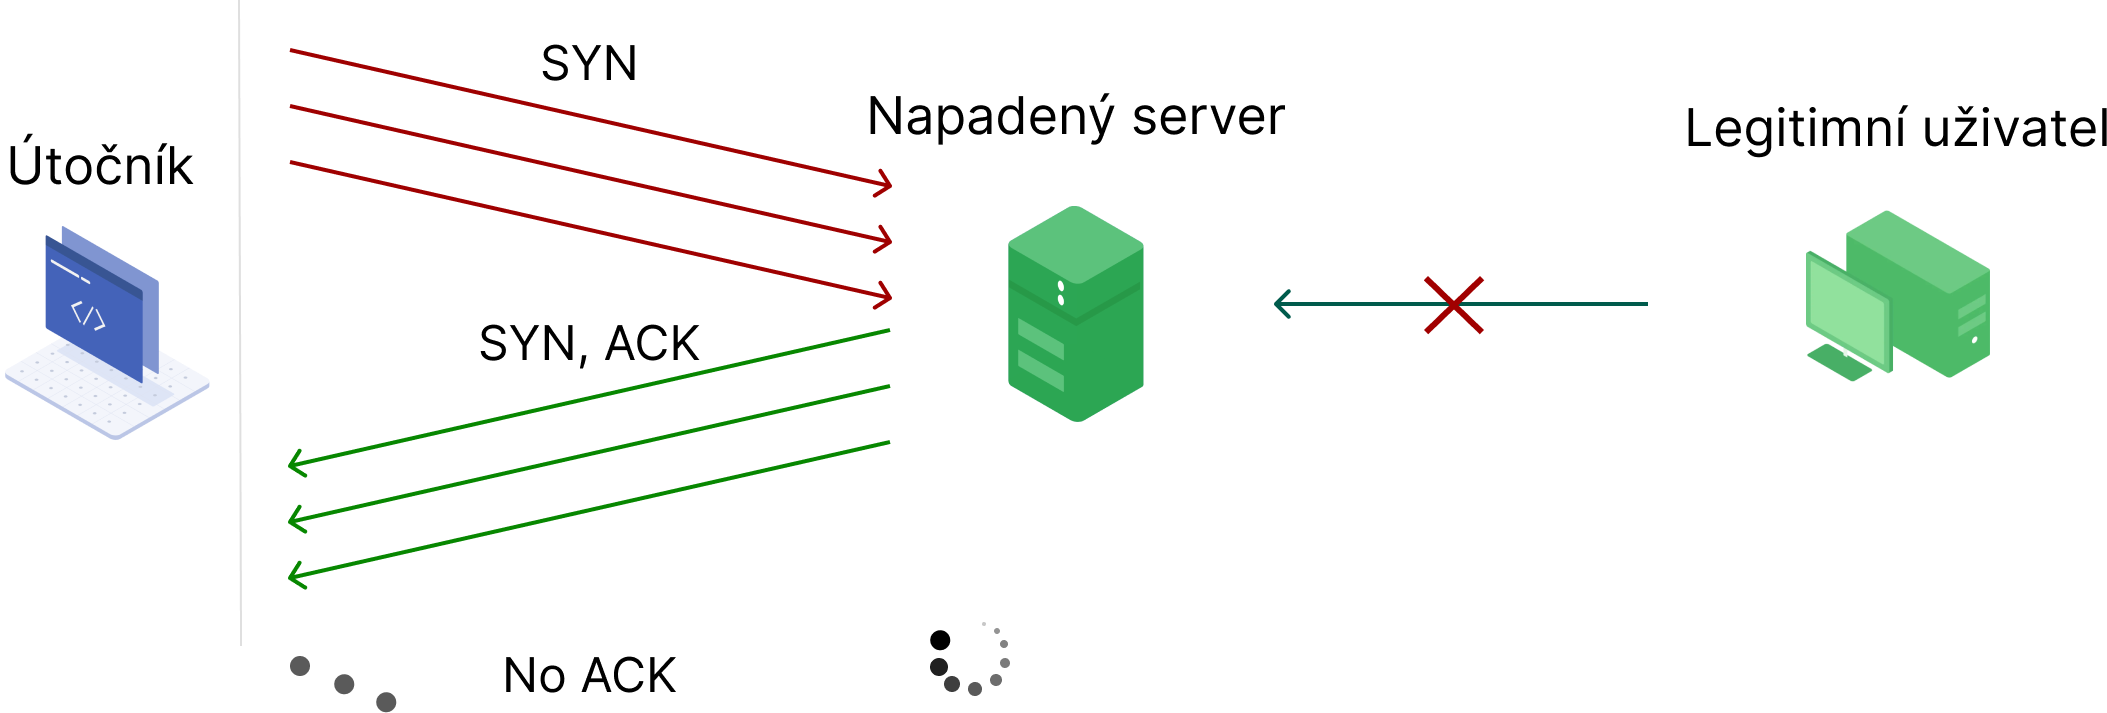 SYN
Napadený server
Legitimní uživatel
Útočník
</>
SYN, ACK
No ACK